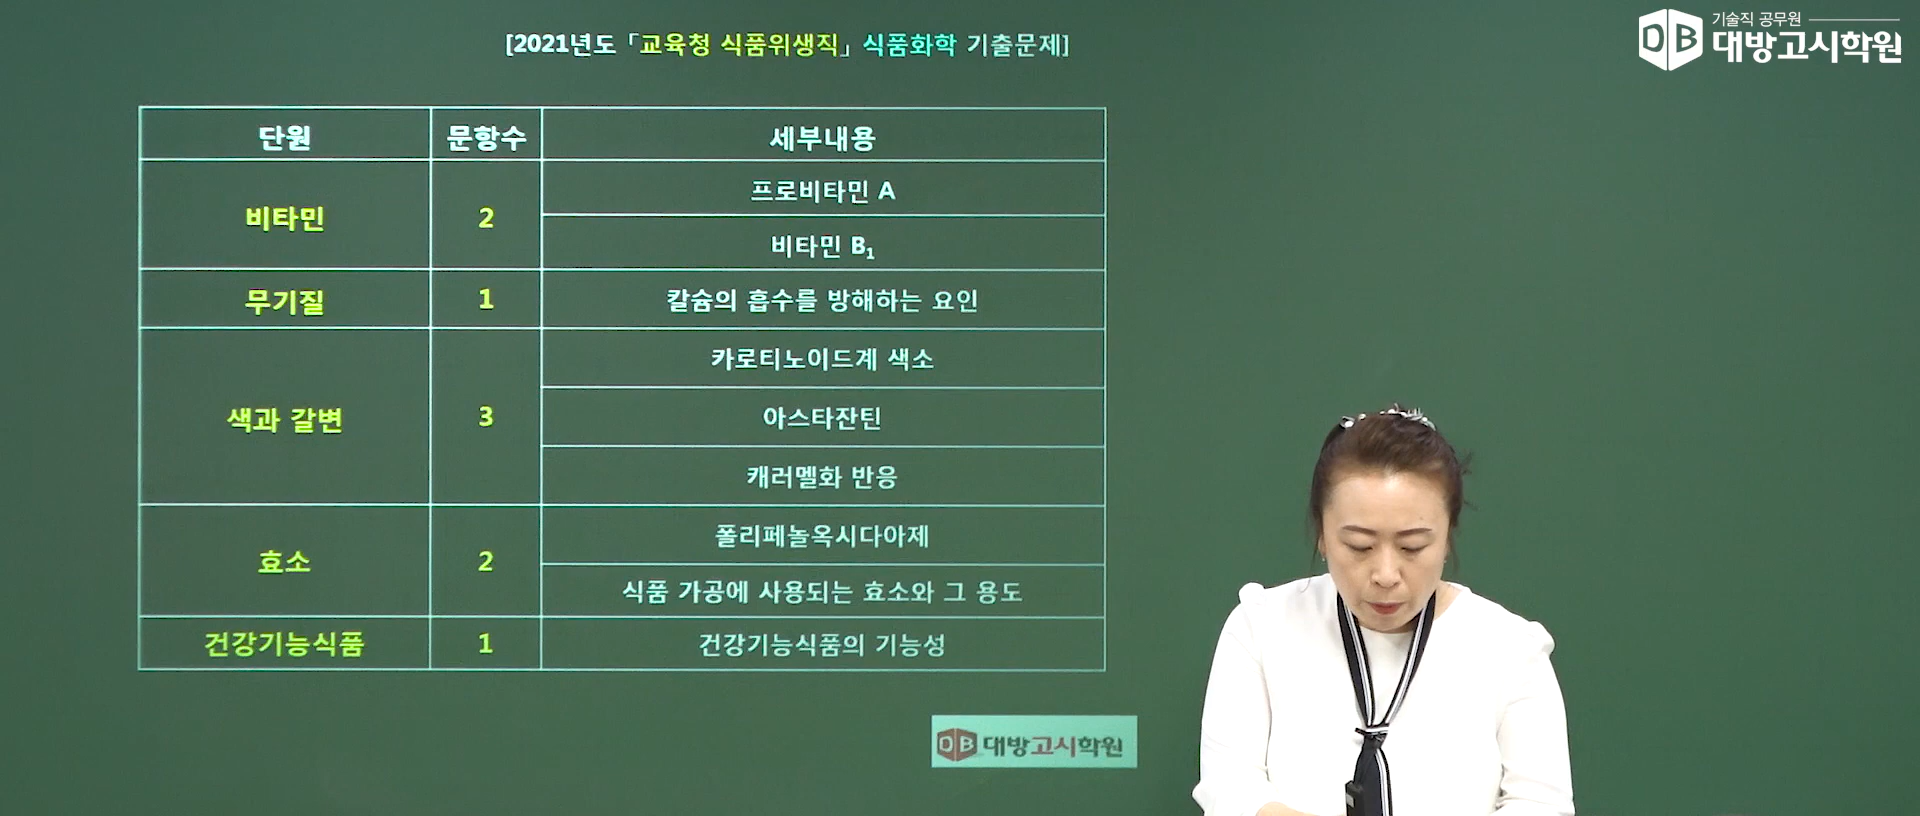 [2021년도 「교육청 식품위생직」 식품화학 기출문제]
기술직 공무원
DB 대방고시학원
단원 문항수 세부내용
비타민 2 프로비타민 A
비타민 B₁
무기질 1 칼슘의 흡수를 방해하는 요인
색과 갈변 3 카로티노이드계 색소
아스타잔틴
캐러멜화 반응
효소 2 폴리페놀옥시다아제
식품 가공에 사용되는 효소와 그 용도
건강기능식품 1 건강기능식품의 기능성
DB 대방고시학원